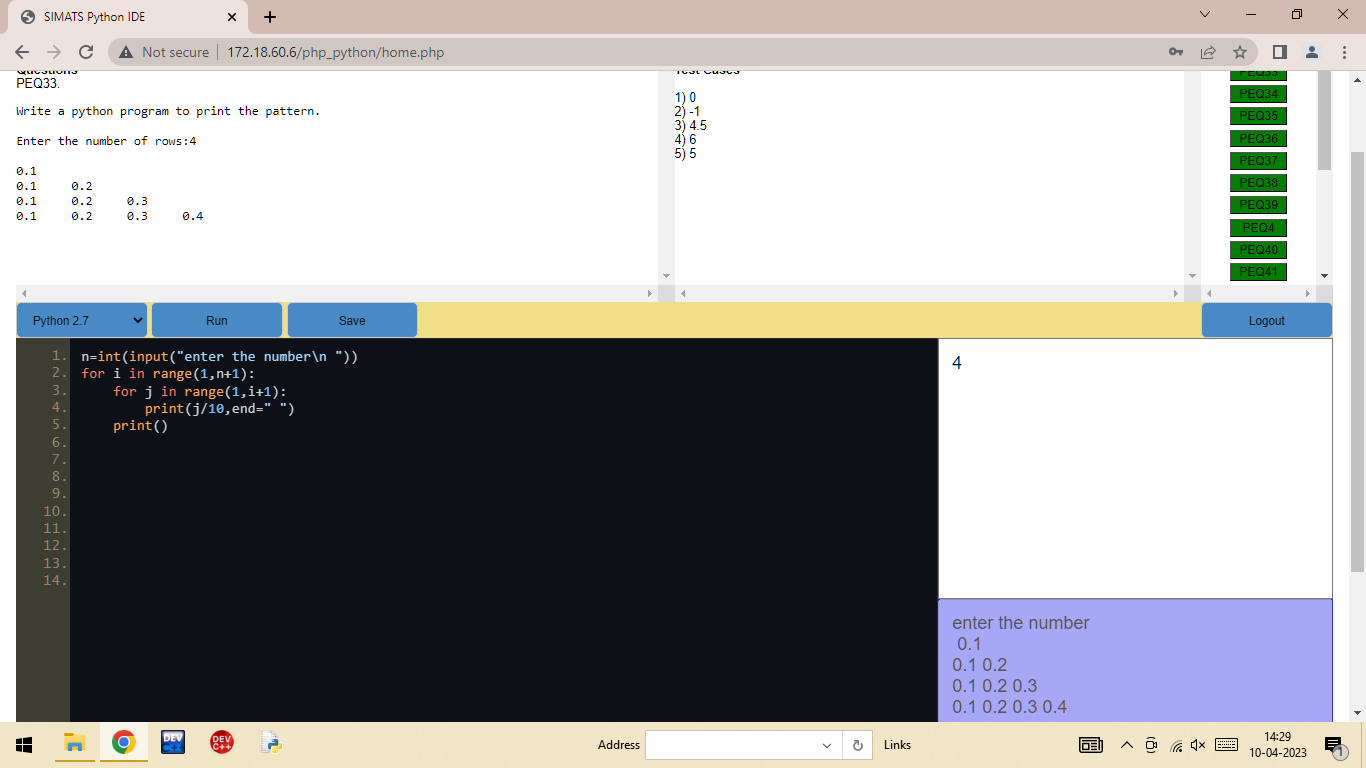 SIMATS Python IDE
Not secure 172.18.60.6/php_python/home.php
Questions
PEQ33.
Write a python program to print the pattern.
Enter the number of rows:4
0.1
0.1 0.2
0.1 0.2 0.3
0.1 0.2 0.3 0.4
Test Cases
1) 0
2) -1
3) 4.5
4) 6
5) 5
PEQ33
PEQ34
PEQ35
PEQ36
PEQ37
PEQ38
PEQ39
PEQ4
PEQ40
PEQ41
Python 2.7 Run Save Logout
1. n=int(input("enter the number\n "))
2. for i in range(1,n+1):
3. for j in range(1,i+1):
4. print(j/10,end=" ")
5. print()
6.
7.
8.
9.
10.
11.
12.
13.
14.
4
enter the number
0.1
0.1 0.2
0.1 0.2 0.3
0.1 0.2 0.3 0.4
DEV C++
DEV C++
Address Links
14:29
10-04-2023
1